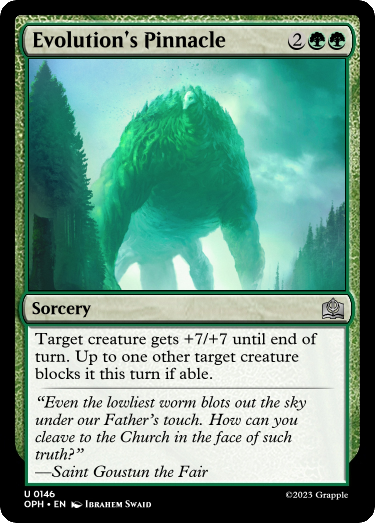 Evolution's Pinnacle 2
Sorcery
Target creature gets +7/+7 until end of
turn. Up to one other target creature
blocks it this turn if able.
“Even the lowliest worm blots out the sky
under our Father's touch. How can you
cleave to the Church in the face of such
truth?”
—Saint Goustun the Fair
U 0146
OPH • EN Ibrahem Swaid
©2023 Grapple